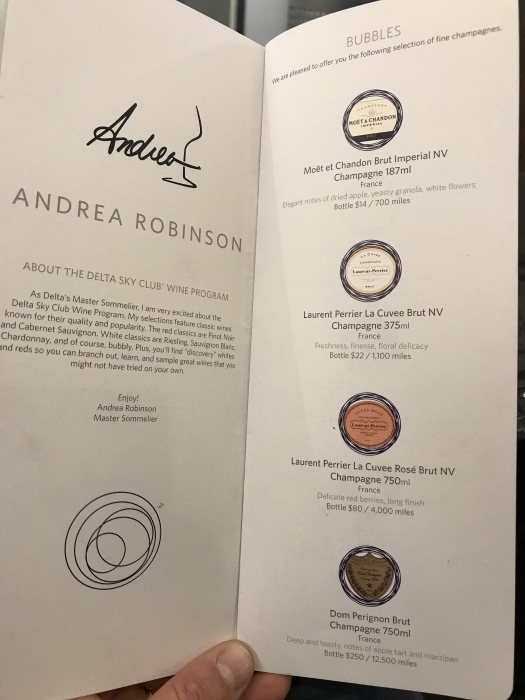 Andrea
ANDREA ROBINSON
ABOUT THE DELTA SKY CLUB® WINE PROGRAM
As Delta's Master Sommelier, I am very excited about the
Delta Sky Club Wine Program. My selections feature classic wines
known for their quality and popularity. The red classics are Pinot Noir
and Cabernet Sauvignon. White classics are Riesling, Sauvignon Blanc,
Chardonnay, and of course, bubbly. Plus, you'll find "discovery" whites
and reds so you can branch out, learn, and sample great wines that you
might not have tried on your own.
Enjoy!
Andrea Robinson
Master Sommelier
BUBBLES
We are pleased to offer you the following selection of fine champagnes.
MOËT & CHANDON
IMPÉRIAL
Moët et Chandon Brut Imperial NV
Champagne 187ml
France
Elegant notes of dried apple, yeasty granola, white flowers
Bottle $14 / 700 miles
Laurent-Perrier
BRUT
Laurent Perrier La Cuvee Brut NV
Champagne 375ml
France
Freshness, finesse, floral delicacy
Bottle $22 / 1,100 miles
Laurent-Perrier
Laurent Perrier La Cuvee Rosé Brut NV
Champagne 750ml
France
Delicate red berries, long finish
Bottle $80 / 4,000 miles
Dom Perignon Brut
Champagne 750ml
France
Deep and toasty, notes of apple tart and marzipan
Bottle $250 / 12,500 miles